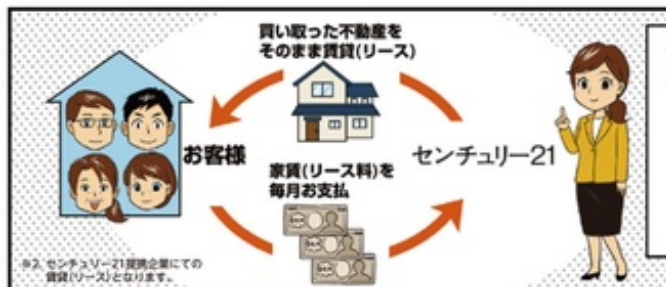 買い取った不動産を
そのまま賃貸(リース)
お客様
センチュリー21
家賃(リース料)を
毎月お支払
※2. センチュリー21提携企業にての
賃貸(リース)となります。